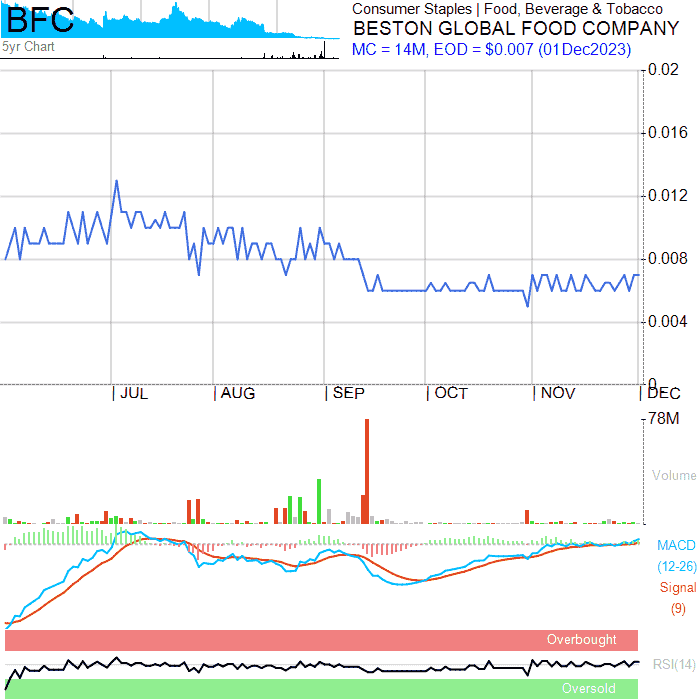 BFC
5yr Chart
Consumer Staples | Food, Beverage & Tobacco
BESTON GLOBAL FOOD COMPANY
MC = 14M, EOD = $0.007 (01Dec2023)
0.02
0.016
0.012
0.008
0.004
0
JUL AUG SEP OCT NOV DEC
78M
Volume
MACD
(12-26)
Signal
(9)
Overbought
RSI(14)
Oversold